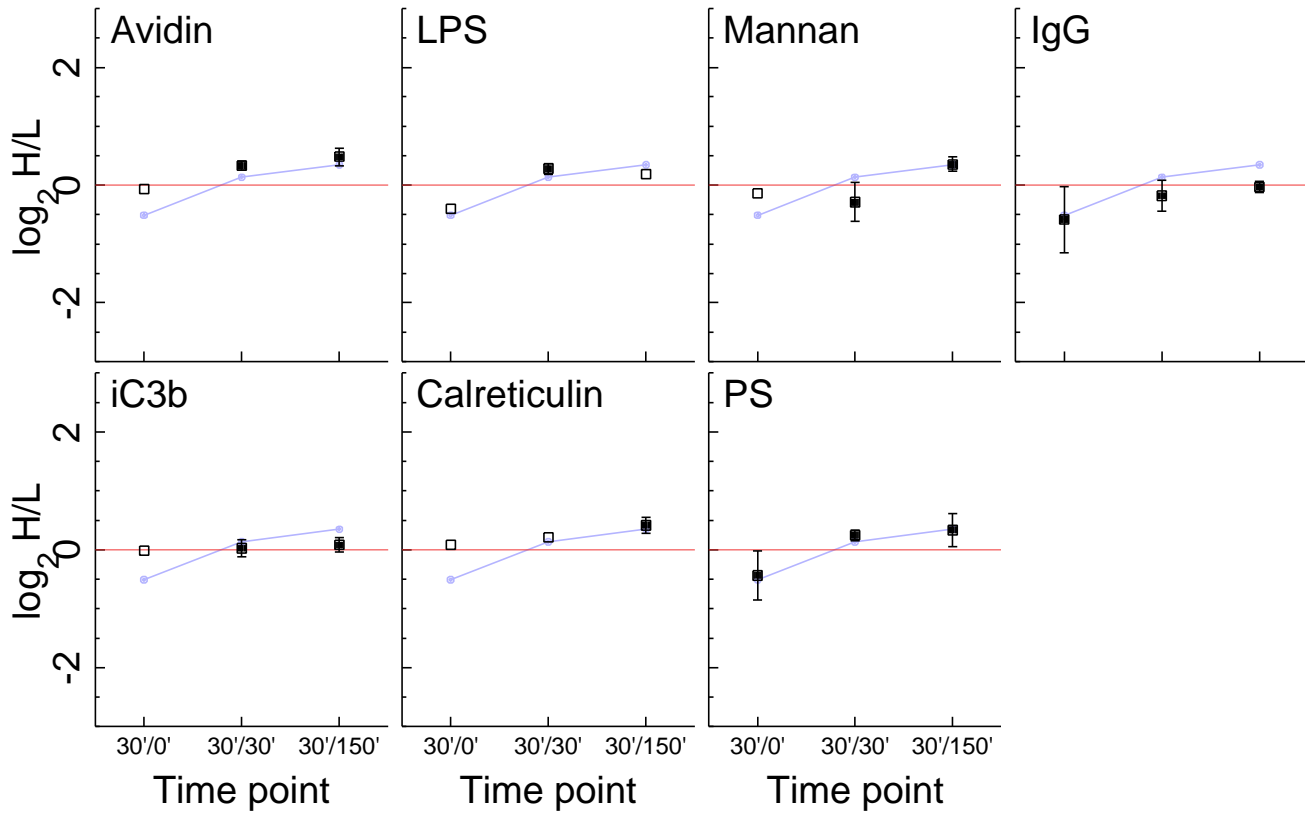 Avidin LPS Mannan IgG
2
0
-2
log2 H/L
iC3b Calreticulin PS
2
0
-2
log2 H/L
30'/0' 30'/30' 30'/150' 30'/0' 30'/30' 30'/150' 30'/0' 30'/30' 30'/150'
Time point Time point Time point